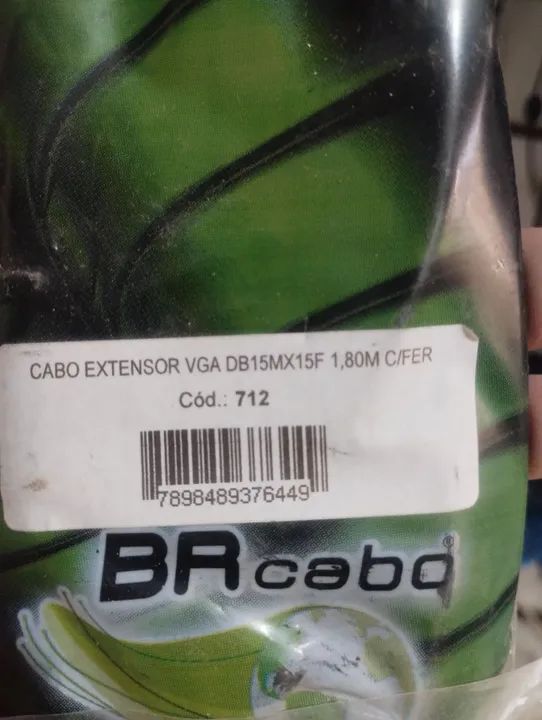 CABO EXTENSOR VGA DB15MX15F 1,80M C/FER
Cód.: 712
7898489376449
BRcabo®